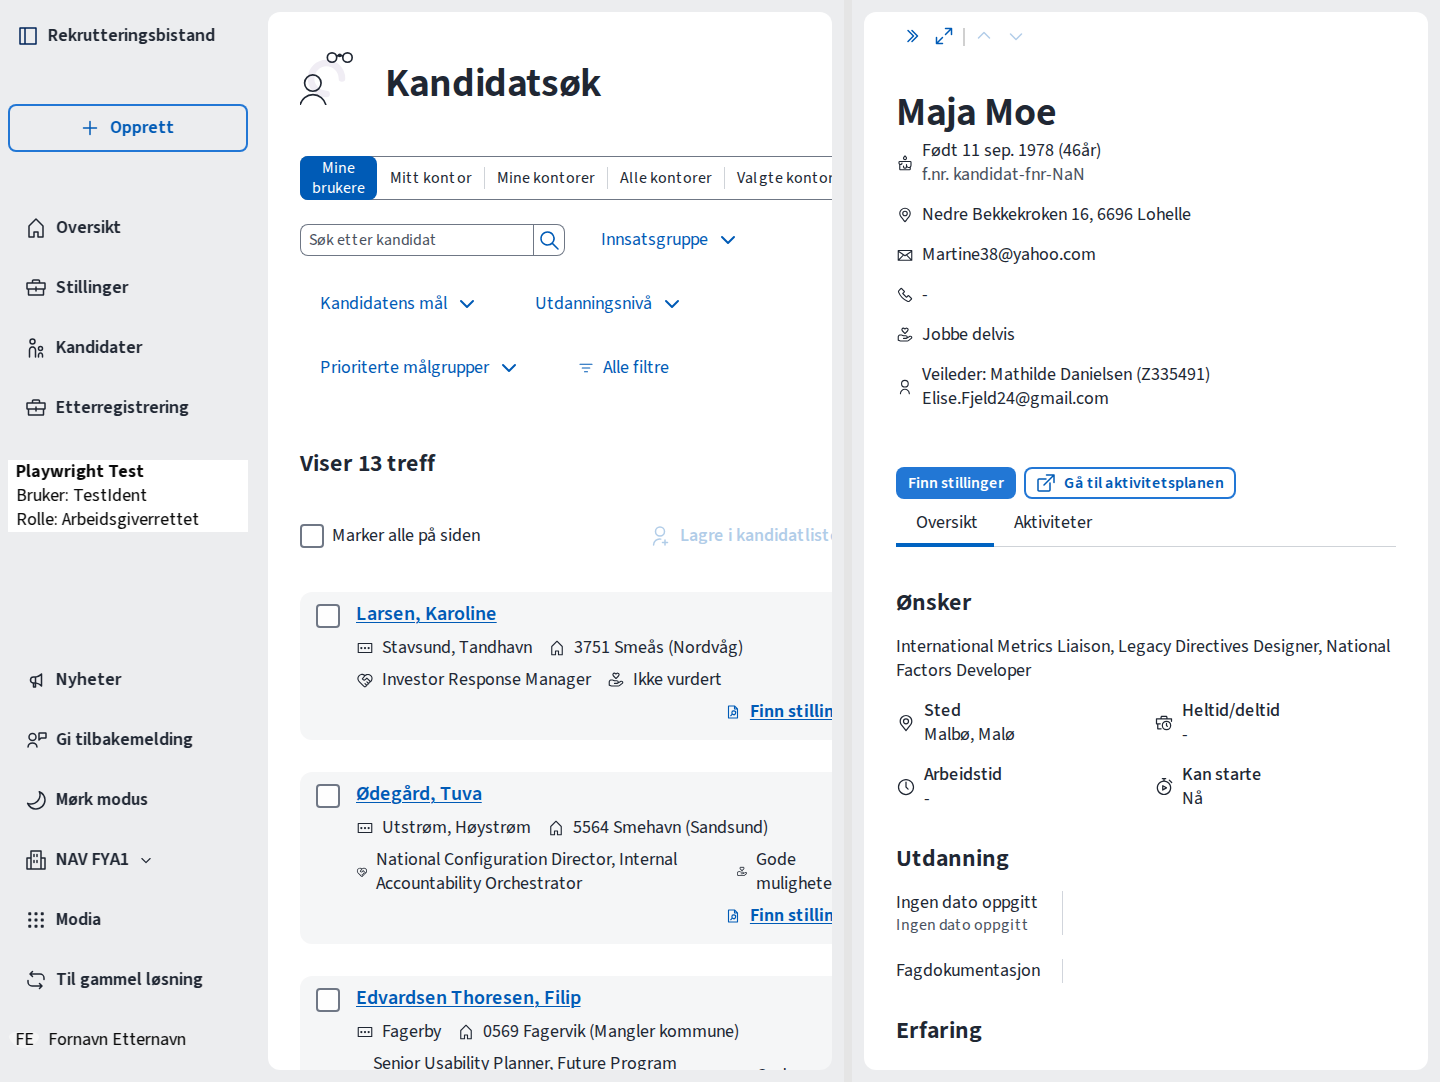 Rekrutteringsbistand
Opprett
Oversikt
Stillinger
Kandidater
Etterregistrering
Playwright Test
Bruker: TestIdent
Rolle: Arbeidsgiverrettet
Nyheter
Gi tilbakemelding
Mørk modus
NAV FYA1
Modia
Til gammel løsning
FE Fornavn Etternavn
Kandidatsøk
Mine
brukere
Mitt kontor
Mine kontorer
Alle kontorer
Valgte kontor
Søk etter kandidat
Innsatsgruppe
Kandidatens mål
Utdanningsnivå
Prioriterte målgrupper
Alle filtre
Viser 13 treff
Marker alle på siden
Lagre i kandidatliste
Larsen, Karoline
Stavsund, Tandhavn
3751 Smeås (Nordvåg)
Investor Response Manager
Ikke vurdert
Finn stillin
Ødegård, Tuva
Utstrøm, Høystrøm
5564 Smehavn (Sandsund)
National Configuration Director, Internal
Accountability Orchestrator
Gode
mulighete
Finn stillin
Edvardsen Thoresen, Filip
Fagerby
0569 Fagervik (Mangler kommune)
Senior Usability Planner, Future Program
Maja Moe
Født 11 sep. 1978 (46år)
f.nr. kandidat-fnr-NaN
Nedre Bekkekroken 16, 6696 Lohelle
Martine38@yahoo.com
-
Jobbe delvis
Veileder: Mathilde Danielsen (Z335491)
Elise.Fjeld24@gmail.com
Finn stillinger
Gå til aktivitetsplanen
Oversikt
Aktiviteter
Ønsker
International Metrics Liaison, Legacy Directives Designer, National
Factors Developer
Sted
Malbø, Malø
Heltid/deltid
-
Arbeidstid
-
Kan starte
Nå
Utdanning
Ingen dato oppgitt
Ingen dato oppgitt
Fagdokumentasjon
Erfaring